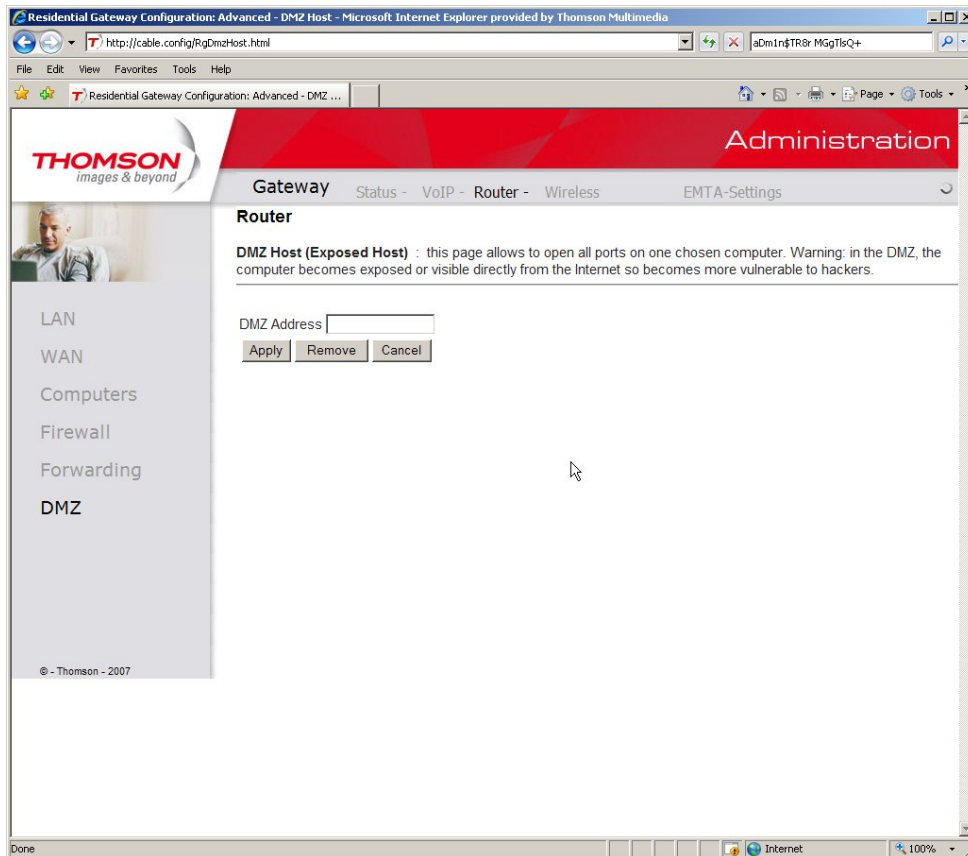 Residential Gateway Configuration: Advanced - DMZ Host - Microsoft Internet Explorer provided by Thomson Multimedia
http://cable.config/RgDmzHost.html
aDm1n$TR8r MGgTlsQ+
File Edit View Favorites Tools Help
Residential Gateway Configuration: Advanced - DMZ ...
Page
Tools
THOMSON
images & beyond
Administration
Gateway Status - VoIP - Router - Wireless EMTA-Settings
Router
DMZ Host (Exposed Host) : this page allows to open all ports on one chosen computer. Warning: in the DMZ, the
computer becomes exposed or visible directly from the Internet so becomes more vulnerable to hackers.
DMZ Address
Apply Remove Cancel
LAN
WAN
Computers
Firewall
Forwarding
DMZ
© - Thomson - 2007
Done
Internet
100%